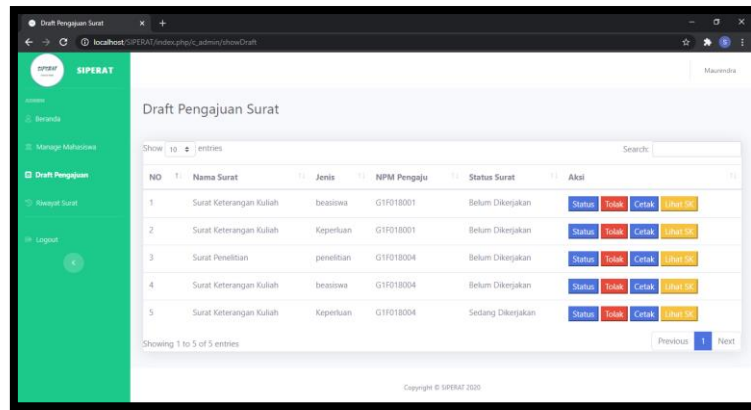 Draft Pengajuan Surat
localhost/SIPERAT/index.php/c_admin/showDraft
SIPERAT
SIPERAT
Maurendra
ADMIN
Beranda
Manage Mahasiswa
Draft Pengajuan
Riwayat Surat
Logout
Draft Pengajuan Surat
Show 10 entries
Search:
NO Nama Surat Jenis NPM Pengaju Status Surat Aksi
1 Surat Keterangan Kuliah beasiswa G1F018001 Belum Dikerjakan Status Tolak Cetak Lihat SK
2 Surat Keterangan Kuliah Keperluan G1F018001 Belum Dikerjakan Status Tolak Cetak Lihat SK
3 Surat Penelitian penelitian G1F018004 Belum Dikerjakan Status Tolak Cetak Lihat SK
4 Surat Keterangan Kuliah beasiswa G1F018004 Belum Dikerjakan Status Tolak Cetak Lihat SK
5 Surat Keterangan Kuliah Keperluan G1F018004 Sedang Dikerjakan Status Tolak Cetak Lihat SK
Showing 1 to 5 of 5 entries
Previous 1 Next
Copyright © SIPERAT 2020